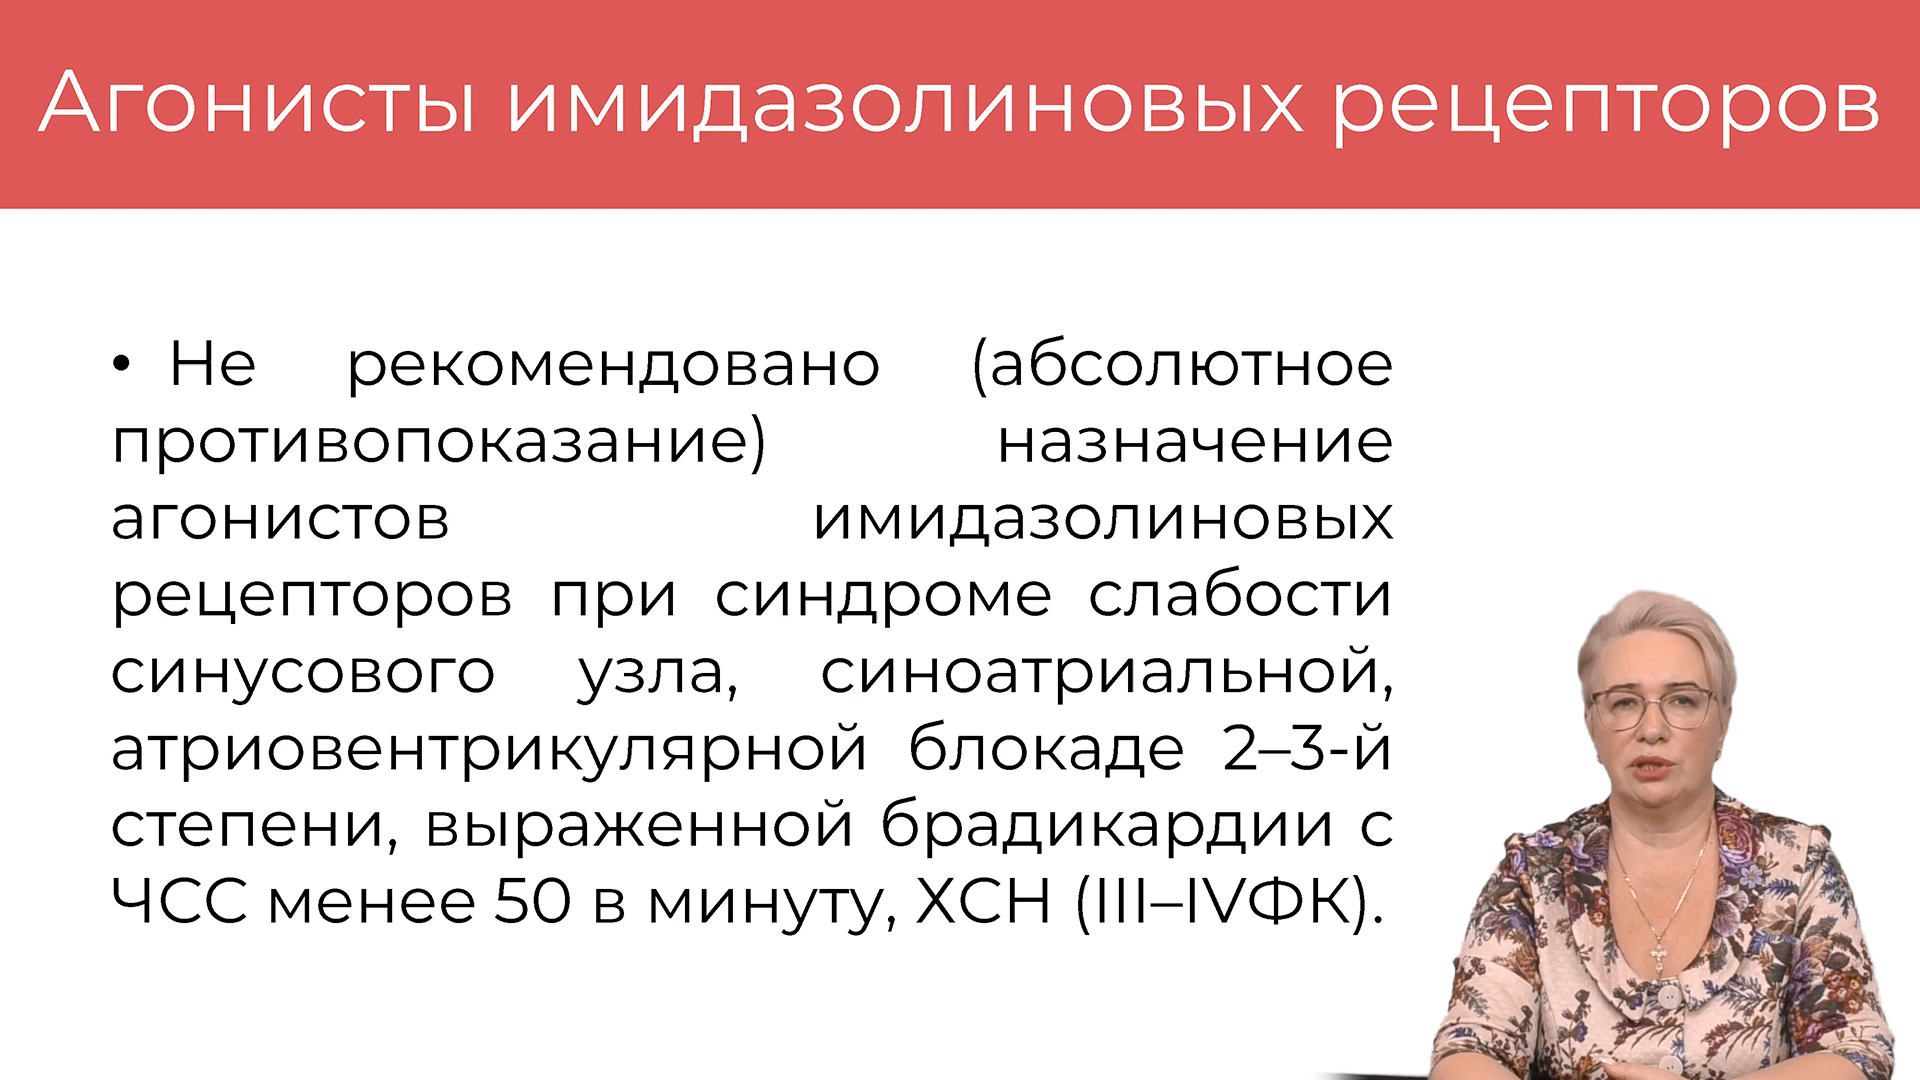 Агонисты имидазолиновых рецепторов
• Не рекомендовано (абсолютное
противопоказание) назначение
агонистов имидазолиновых
рецепторов при синдроме слабости
синусового узла, синоатриальной,
атриовентрикулярной блокаде 2–3-й
степени, выраженной брадикардии с
ЧСС менее 50 в минуту, ХСН (III–IVФК).